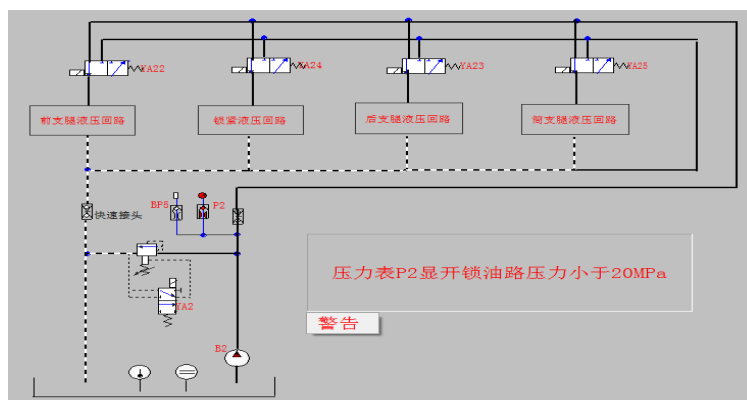 YA22
YA24
YA23
YA25
前支腿液压回路
锁紧液压回路
后支腿液压回路
筒支腿液压回路
BP5
P2
快速接头
压力表P2显开锁油路压力小于20MPa
YA2
警告
B2